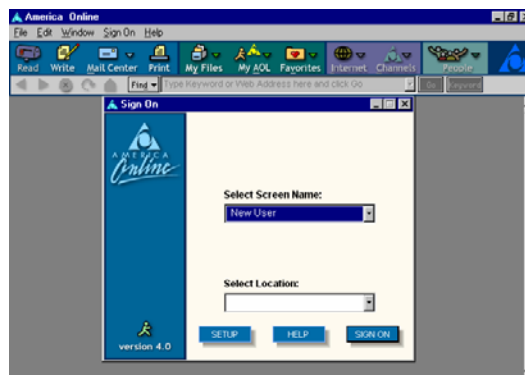 America Online
File Edit Window Sign On Help
Read Write Mail Center Print My Files My AOL Favorites Internet Channels People
Find Type Keyword or Web Address here and click Go Go Keyword
Sign On
AMERICA
Online
Select Screen Name:
New User
Select Location:
SETUP HELP SIGN ON
version 4.0